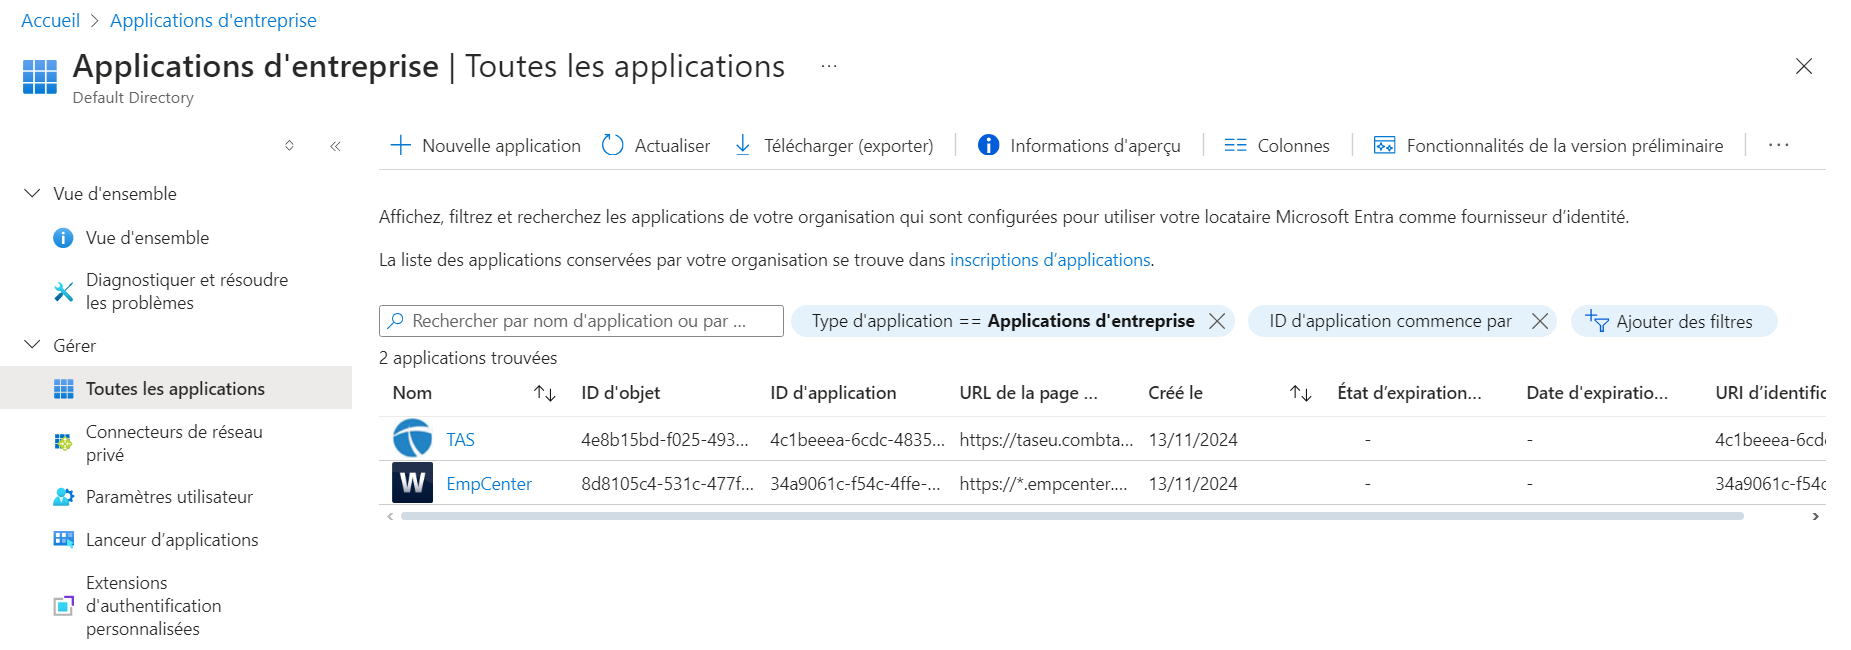 Accueil > Applications d'entreprise
Applications d'entreprise | Toutes les applications ...
Default Directory
Nouvelle application Actualiser Télécharger (exporter) Informations d'aperçu Colonnes Fonctionnalités de la version préliminaire ...
Vue d'ensemble
Vue d'ensemble
Diagnostiquer et résoudre
les problèmes
Gérer
Toutes les applications
Connecteurs de réseau
privé
Paramètres utilisateur
Lanceur d’applications
Extensions
d'authentification
personnalisées
Affichez, filtrez et recherchez les applications de votre organisation qui sont configurées pour utiliser votre locataire Microsoft Entra comme fournisseur d’identité.
La liste des applications conservées par votre organisation se trouve dans inscriptions d’applications.
Rechercher par nom d'application ou par ... Type d'application == Applications d'entreprise ID d'application commence par Ajouter des filtres
2 applications trouvées
Nom ID d'objet ID d'application URL de la page ... Créé le État d’expiration... Date d'expiratio... URI d’identific
TAS 4e8b15bd-f025-493... 4c1beeea-6cdc-4835... https://taseu.combta... 13/11/2024 - - 4c1beeea-6cd
W EmpCenter 8d8105c4-531c-477f... 34a9061c-f54c-4ffe-... https://*.empcenter.... 13/11/2024 - - 34a9061c-f54c